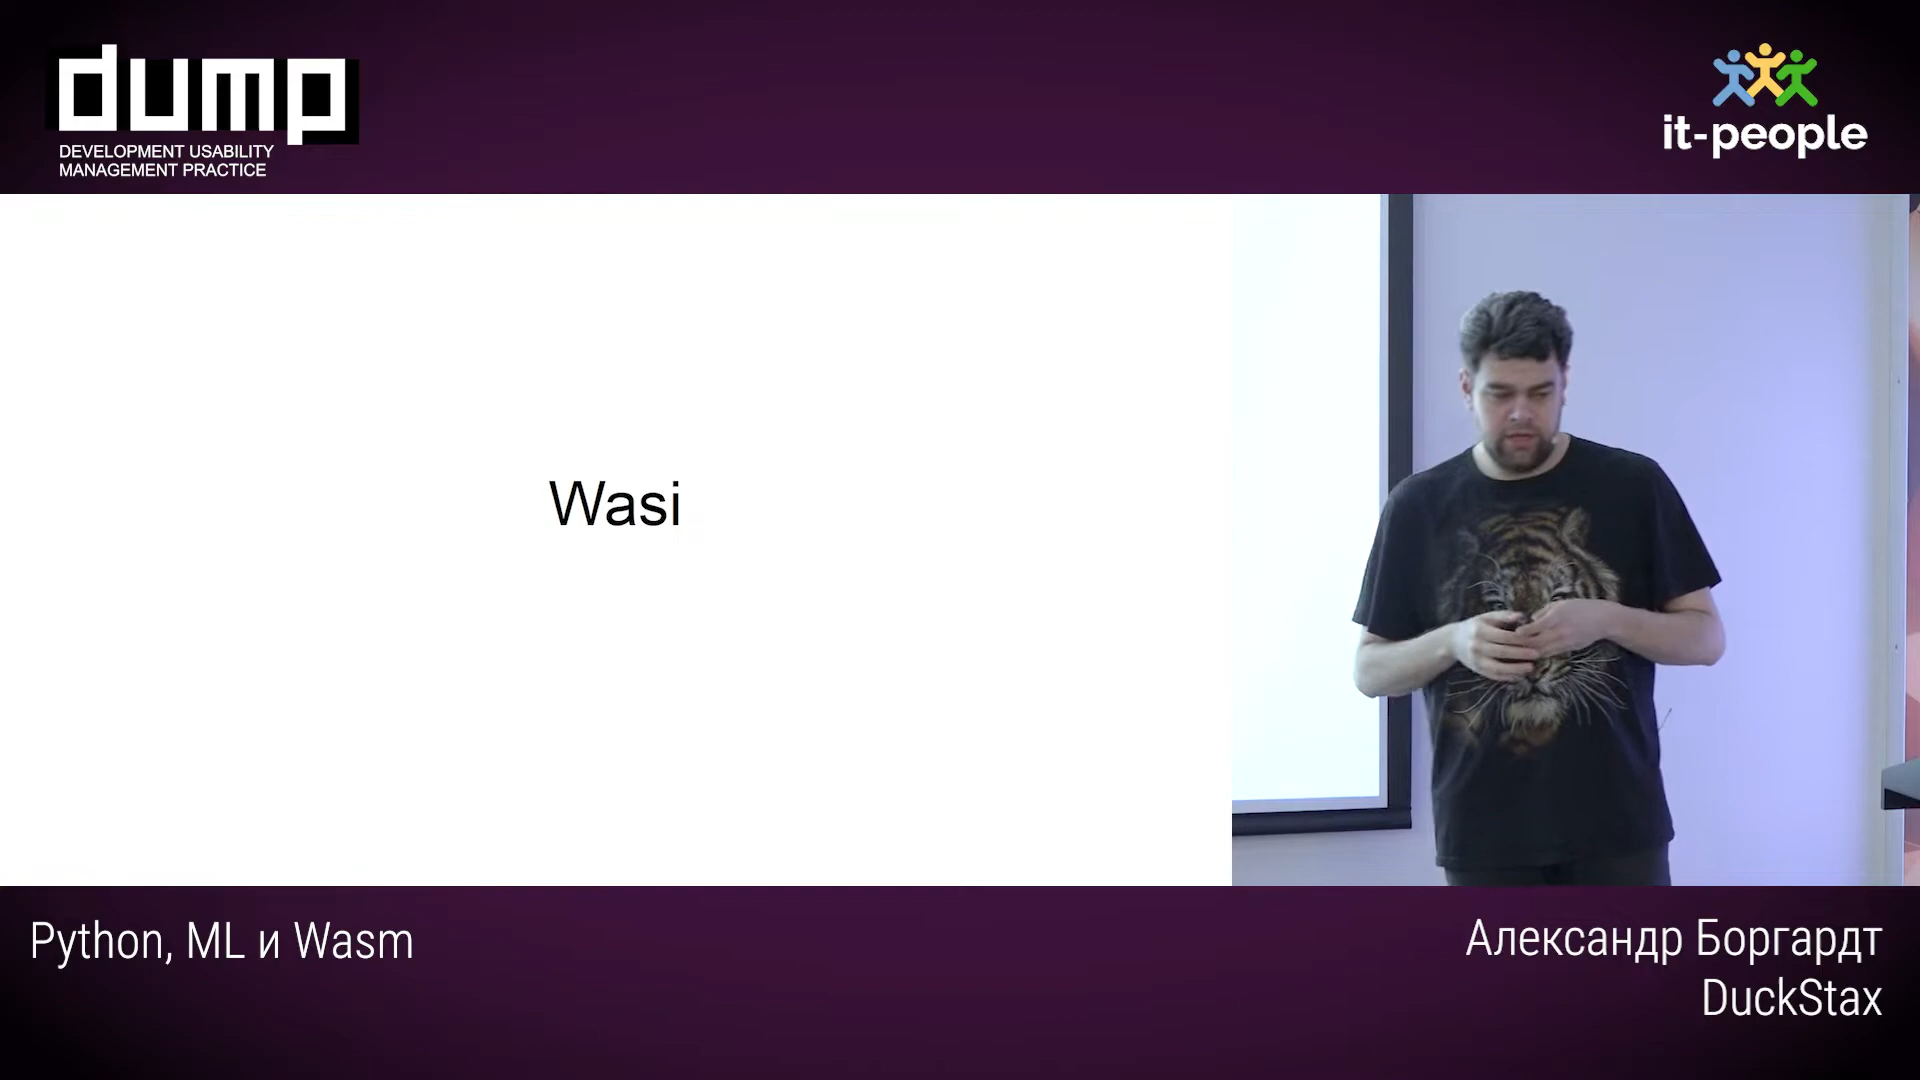 dump
DEVELOPMENT USABILITY
MANAGEMENT PRACTICE
it-people
Wasi
Python, ML и Wasm
Александр Боргардт
DuckStax